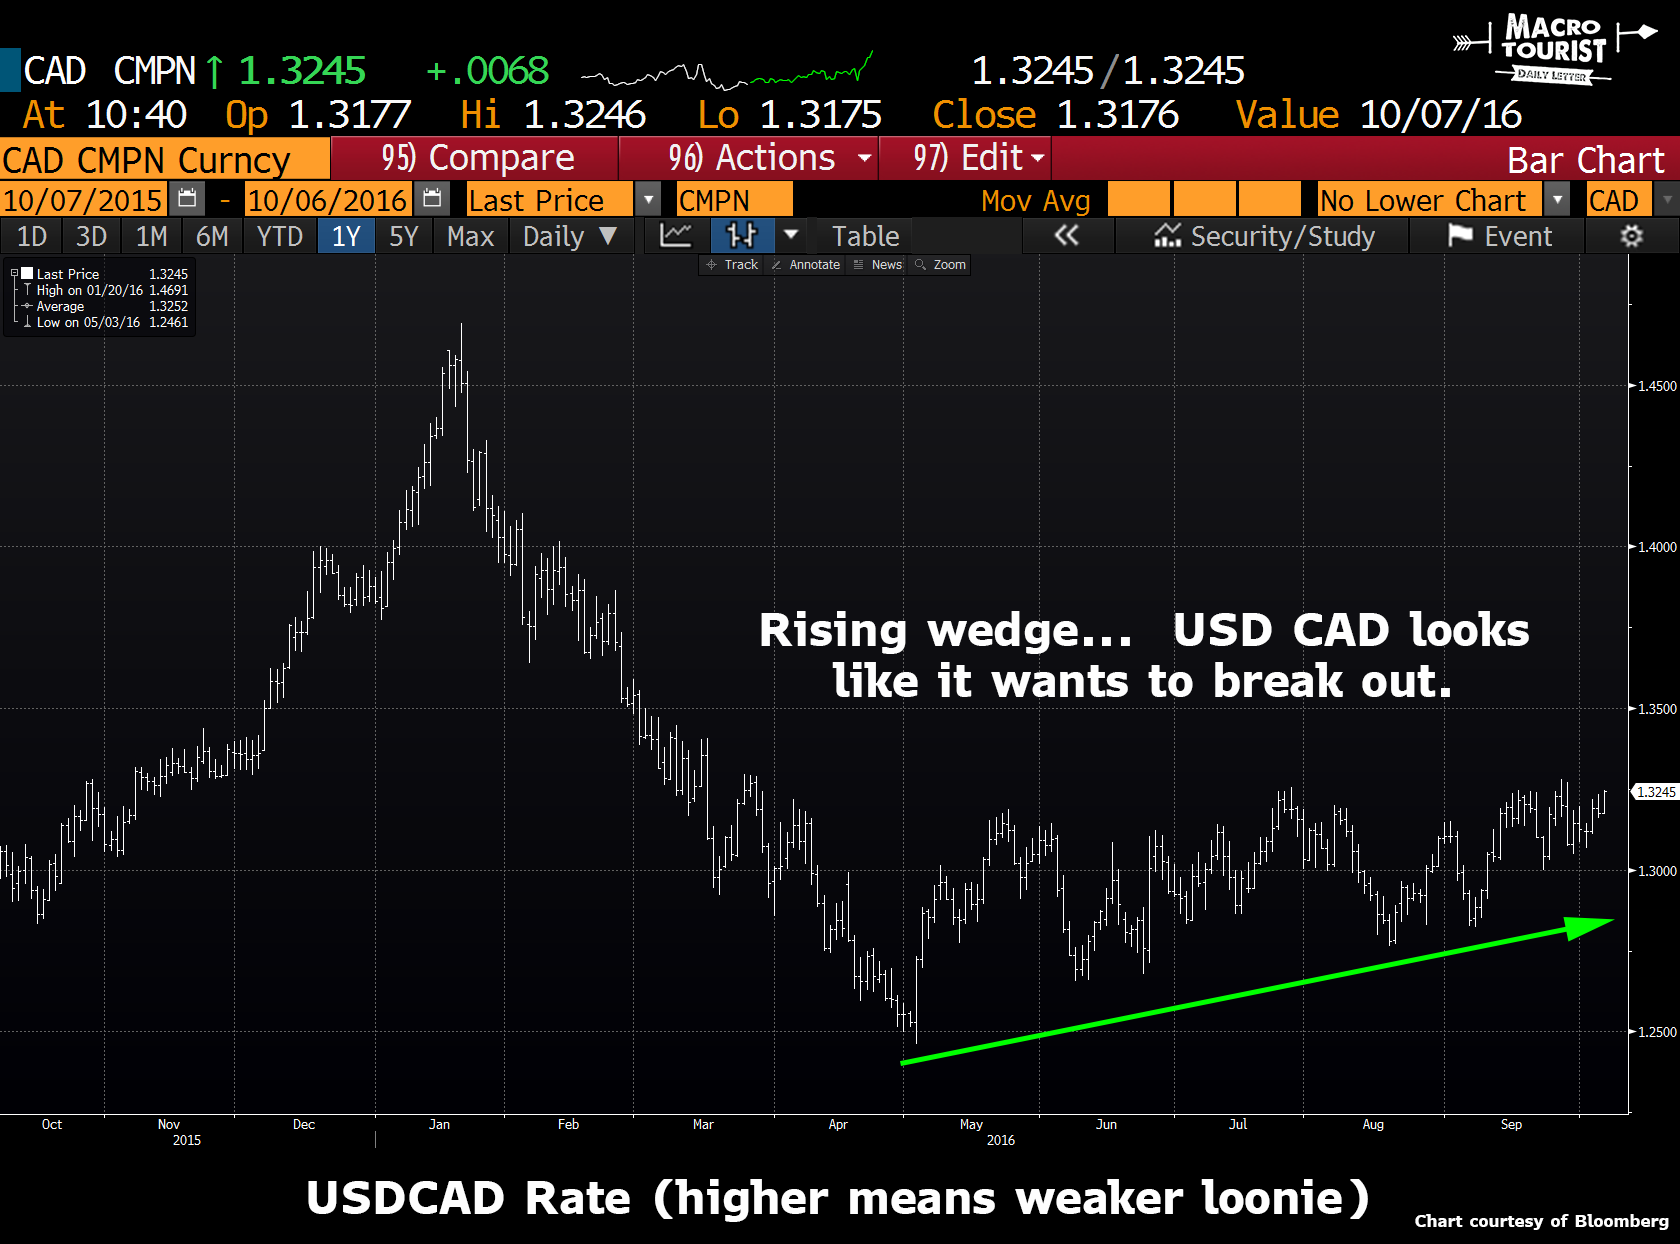 MACRO
TOURIST
DAILY LETTER
CAD CMPN ↑ 1.3245 +.0068 1.3245/1.3245
At 10:40 Op 1.3177 Hi 1.3246 Lo 1.3175 Close 1.3176 Value 10/07/16
CAD CMPN Curncy 95) Compare 96) Actions 97) Edit Bar Chart
10/07/2015 - 10/06/2016 Last Price CMPN Mov Avg No Lower Chart CAD
1D 3D 1M 6M YTD 1Y 5Y Max Daily ▼ Table « Security/Study Event
Track Annotate News Zoom
Last Price 1.3245
High on 01/20/16 1.4691
Average 1.3252
Low on 05/03/16 1.2461
1.4500
1.4000
Rising wedge... USD CAD looks
like it wants to break out.
1.3500
1.3245
1.3000
1.2500
Oct Nov Dec Jan Feb Mar Apr May Jun Jul Aug Sep
2015 2016
USDCAD Rate (higher means weaker loonie)
Chart courtesy of Bloomberg